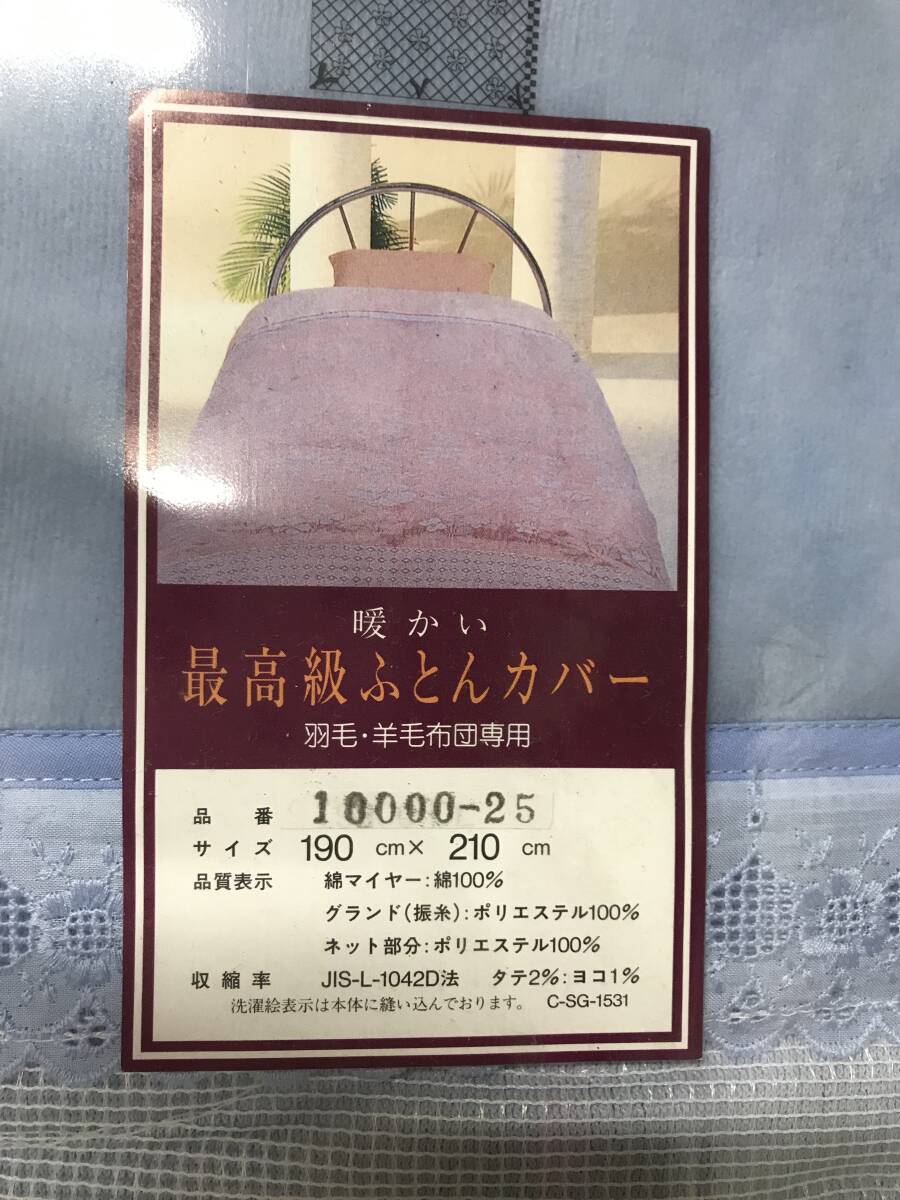 暖かい
最高級ふとんカバー
羽毛・羊毛布団専用
品番 10000-25
サイズ 190 cm× 210 cm
品質表示 綿マイヤー:綿100%
グランド(振糸):ポリエステル100%
ネット部分:ポリエステル100%
収縮率 JIS-L-1042D法 タテ2%:ヨコ1%
洗濯絵表示は本体に縫い込んでおります。 C-SG-1531